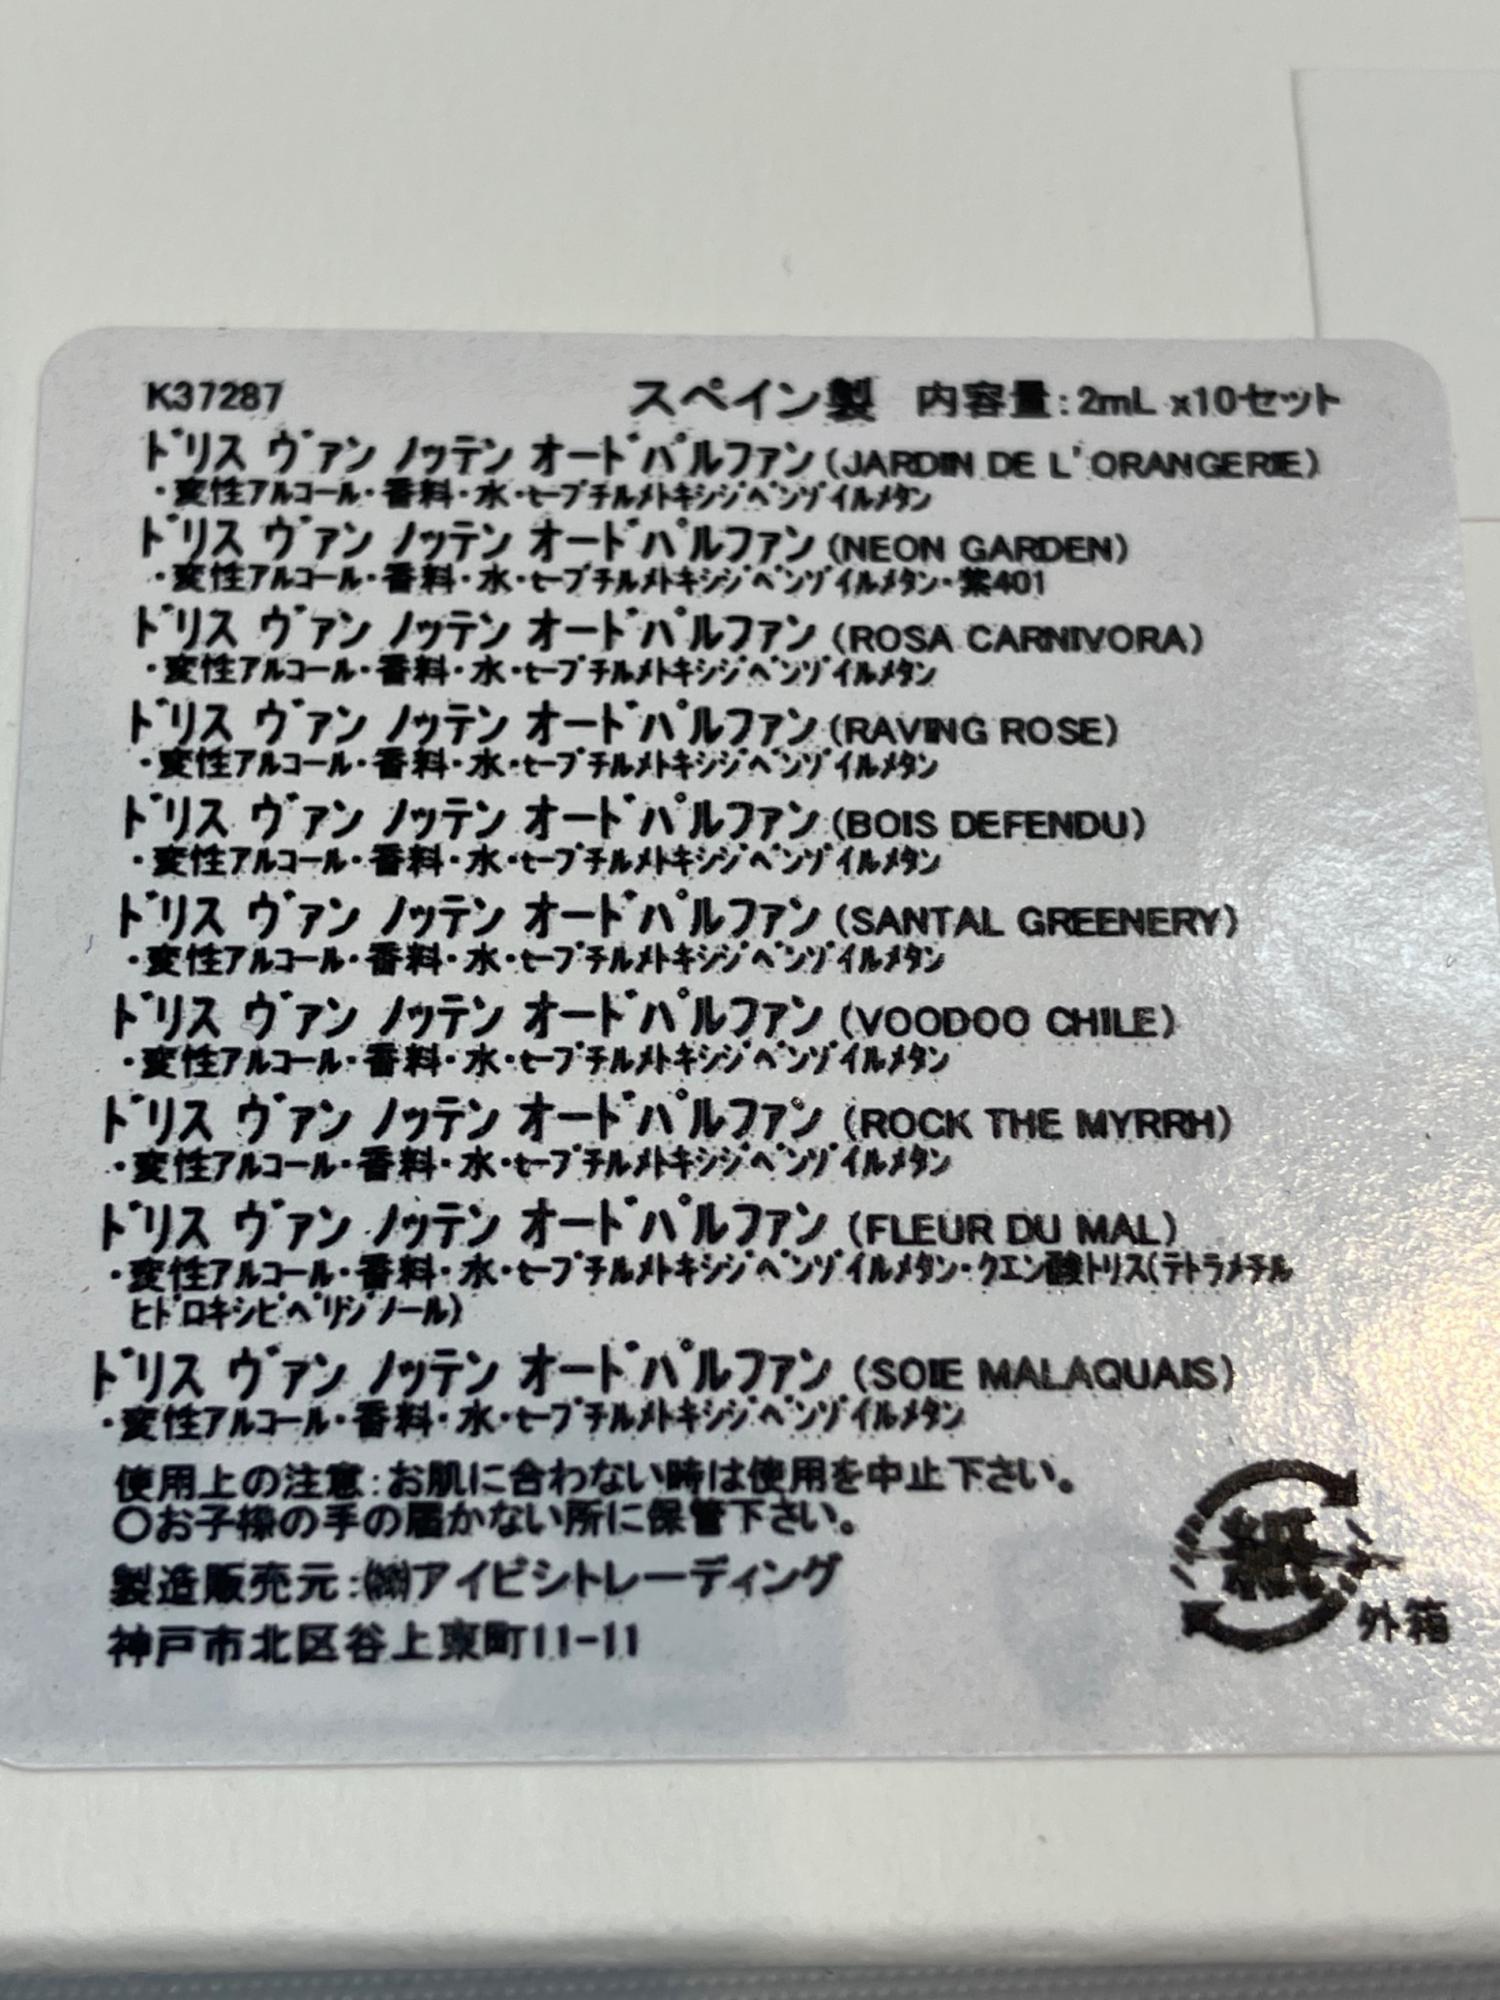 K37287 スペイン製 内容量:2mL x10セット
ドリス ヴァン ノッテン オードパルファン(JARDIN DE L'ORANGERIE)
・変性アルコール・香料・水・t-ブチルメトキシジベンゾイルメタン
ドリス ヴァン ノッテン オードパルファン(NEON GARDEN)
・変性アルコール・香料・水・t-ブチルメトキシジベンゾイルメタン・紫401
ドリス ヴァン ノッテン オードパルファン(ROSA CARNIVORA)
・変性アルコール・香料・水・t-ブチルメトキシジベンゾイルメタン
ドリス ヴァン ノッテン オードパルファン(RAVING ROSE)
・変性アルコール・香料・水・t-ブチルメトキシジベンゾイルメタン
ドリス ヴァン ノッテン オードパルファン(BOIS DEFENDU)
・変性アルコール・香料・水・t-ブチルメトキシジベンゾイルメタン
ドリス ヴァン ノッテン オードパルファン(SANTAL GREENERY)
・変性アルコール・香料・水・t-ブチルメトキシジベンゾイルメタン
ドリス ヴァン ノッテン オードパルファン(VOODOO CHILE)
・変性アルコール・香料・水・t-ブチルメトキシジベンゾイルメタン
ドリス ヴァン ノッテン オードパルファン(ROCK THE MYRRH)
・変性アルコール・香料・水・t-ブチルメトキシジベンゾイルメタン
ドリス ヴァン ノッテン オードパルファン(FLEUR DU MAL)
・変性アルコール・香料・水・t-ブチルメトキシジベンゾイルメタン・クエン酸トリス(テトラメチル
ヒドロキシピペリジノール)
ドリス ヴァン ノッテン オードパルファン(SOIE MALAQUAIS)
・変性アルコール・香料・水・t-ブチルメトキシジベンゾイルメタン
使用上の注意:お肌に合わない時は使用を中止下さい。
○お子様の手の届かない所に保管下さい。
製造販売元:㈱アイビシトレーディング
神戸市北区谷上東町11-11
紙
外箱